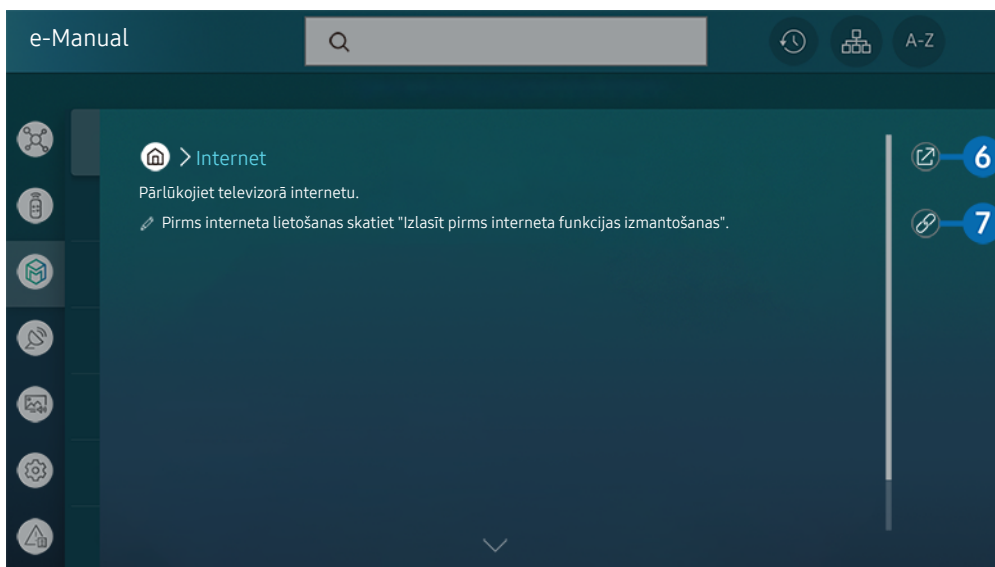 e-Manual
A-Z
Internet
6
Pārlūkojiet televizorā internetu.
Pirms interneta lietošanas skatiet "Izlasīt pirms interneta funkcijas izmantošanas".
7